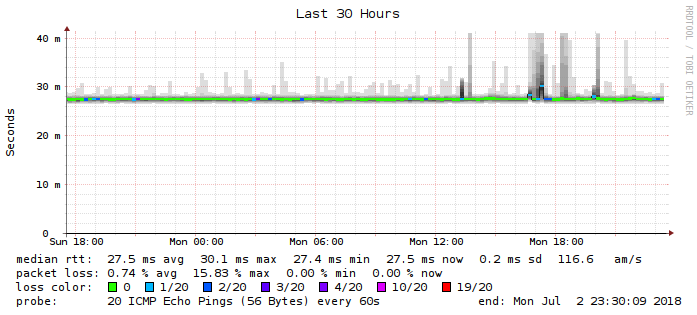 Last 30 Hours
RRDTOOL / TOBI OETIKER
Seconds
40 m
30 m
20 m
10 m
0
Sun 18:00 Mon 00:00 Mon 06:00 Mon 12:00 Mon 18:00
median rtt: 27.5 ms avg 30.1 ms max 27.4 ms min 27.5 ms now 0.2 ms sd 116.6 am/s
packet loss: 0.74 % avg 15.83 % max 0.00 % min 0.00 % now
loss color: 0 1/20 2/20 3/20 4/20 10/20 19/20
probe: 20 ICMP Echo Pings (56 Bytes) every 60s end: Mon Jul 2 23:30:09 2018